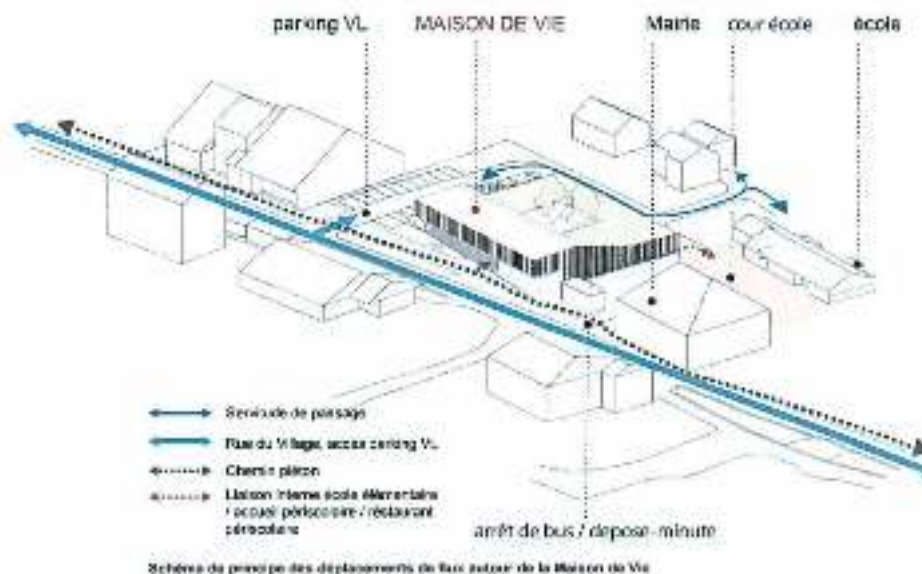 parking VL
MAISON DE VIE
Mairie
cour école
école
Servitude de passage
Rue du Village, accès parking VL
Chemin piéton
Liaison interne école élémentaire
/ accueil périscolaire / restaurant
périscolaire
arrêt de bus / depose-minute
Schéma de principe des déplacements de flux autour de la Maison de Vie